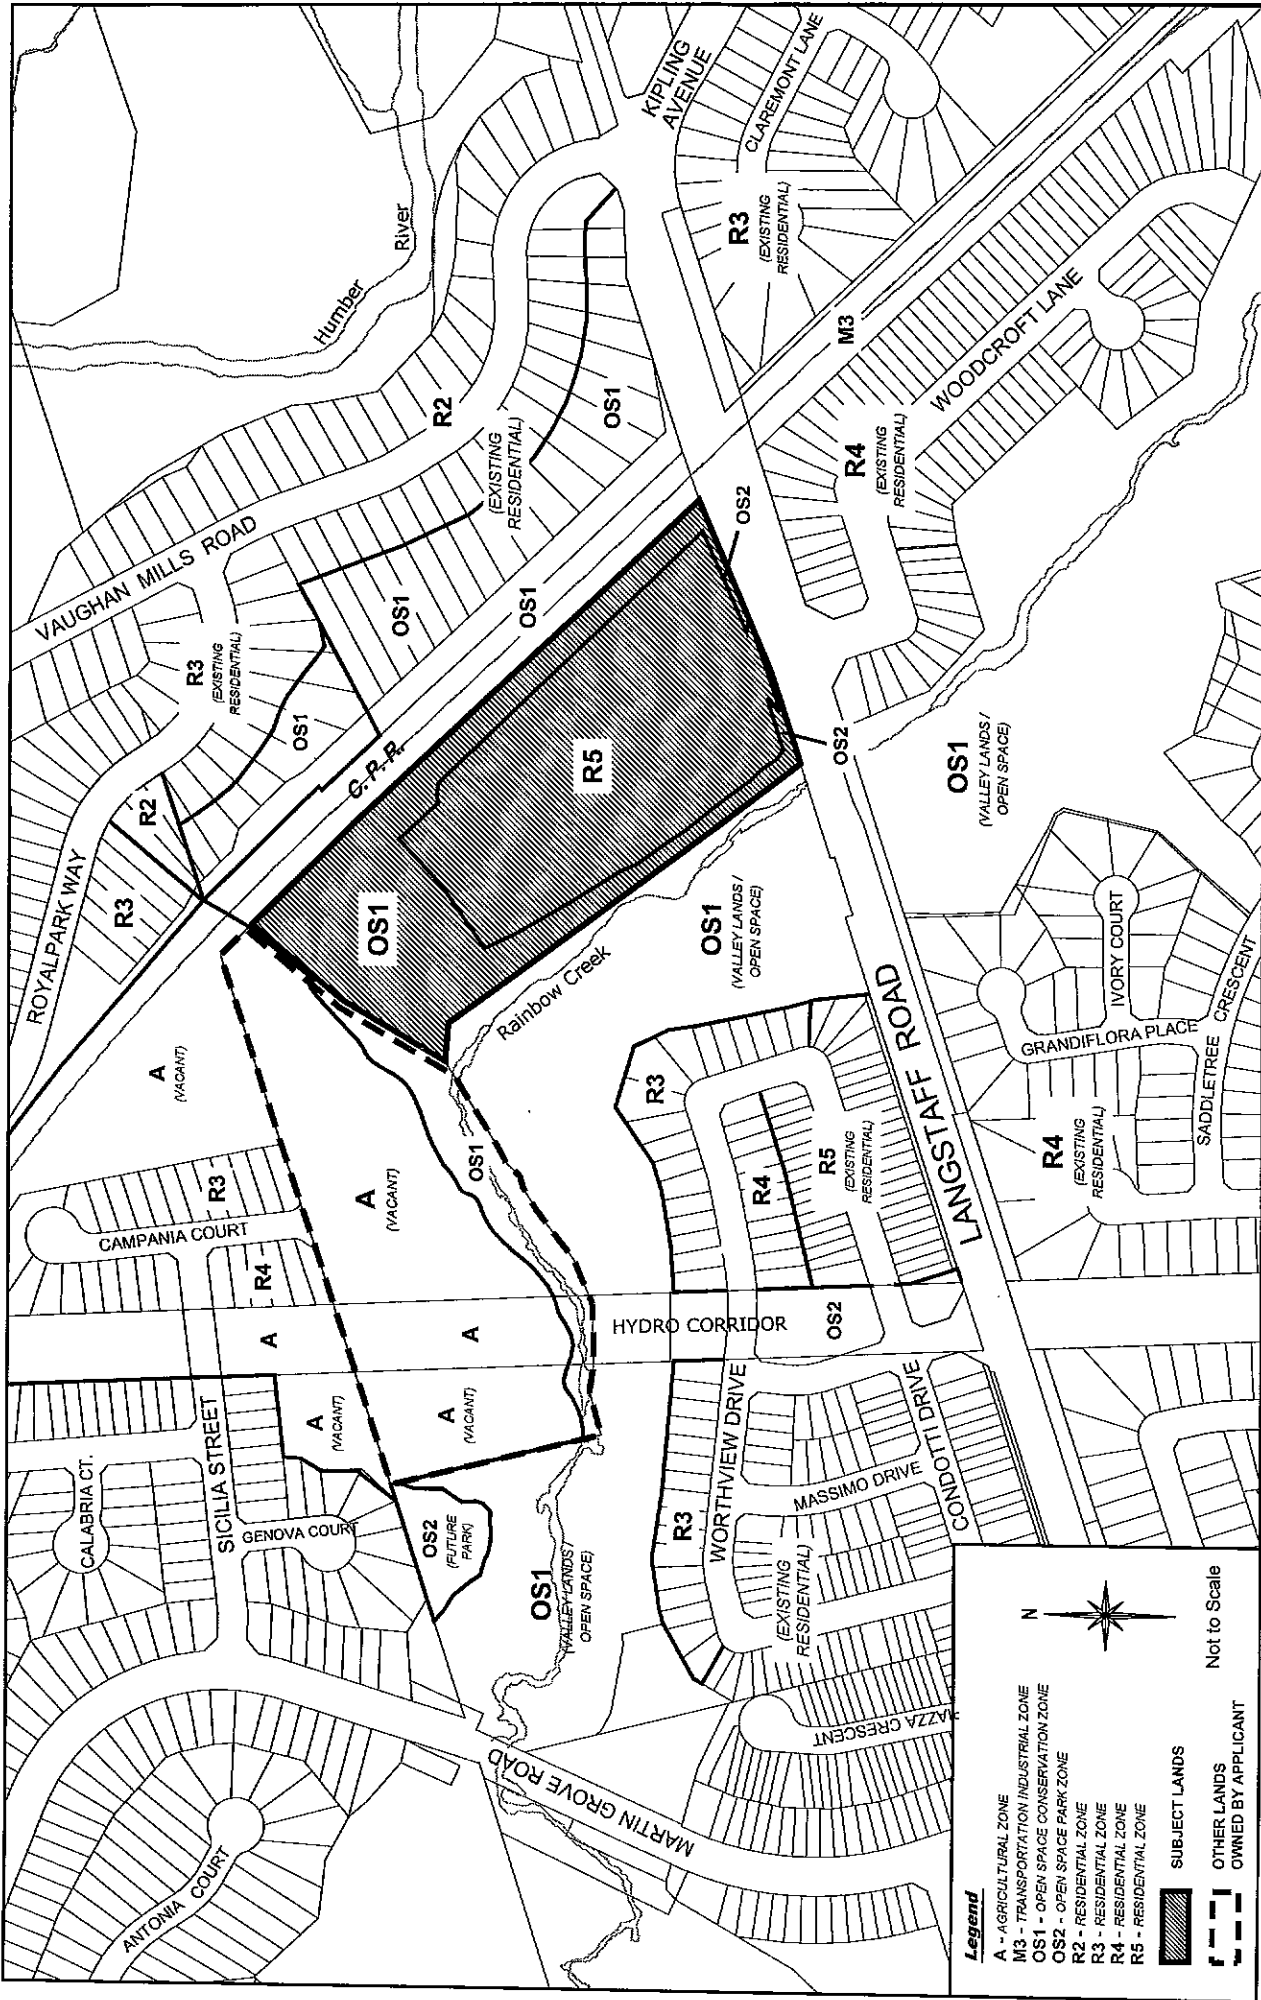 KIPLING
AVENUE
CLAREMONT LANE
R3
(EXISTING
RESIDENTIAL)
Humber
River
R2
(EXISTING
RESIDENTIAL)
OS1
M3
WOODCROFT LANE
R4
(EXISTING
RESIDENTIAL)
OS2
VAUGHAN MILLS ROAD
R3
(EXISTING
RESIDENTIAL)
OS1
OS1
OS1
C. P. R.
R5
OS2
OS1
(VALLEY LANDS /
OPEN SPACE)
R2
R3
ROYALPARK WAY
OS1
Rainbow Creek
OS1
(VALLEY LANDS /
OPEN SPACE)
IVORY COURT
GRANDIFLORA PLACE
SADDLETREE CRESCENT
R4
(EXISTING
RESIDENTIAL)
LANGSTAFF ROAD
A
(VACANT)
R3
CAMPANIA COURT
R4
A
(VACANT)
OS1
R3
R4
R5
(EXISTING
RESIDENTIAL)
A
A
HYDRO CORRIDOR
OS2
A
(VACANT)
A
(VACANT)
SICILIA STREET
CALABRIA CT.
GENOVA COURT
OS2
(FUTURE
PARK)
OS1
(VALLEY LANDS /
OPEN SPACE)
R3
WORTHVIEW DRIVE
MASSIMO DRIVE
CONDOTTI DRIVE
(EXISTING
RESIDENTIAL)
PIAZZA CRESCENT
MARTIN GROVE ROAD
ANTONIA COURT
Legend
A - AGRICULTURAL ZONE
M3 - TRANSPORTATION INDUSTRIAL ZONE
OS1 - OPEN SPACE CONSERVATION ZONE
OS2 - OPEN SPACE PARK ZONE
R2 - RESIDENTIAL ZONE
R3 - RESIDENTIAL ZONE
R4 - RESIDENTIAL ZONE
R5 - RESIDENTIAL ZONE
SUBJECT LANDS
OTHER LANDS
OWNED BY APPLICANT
N
Not to Scale